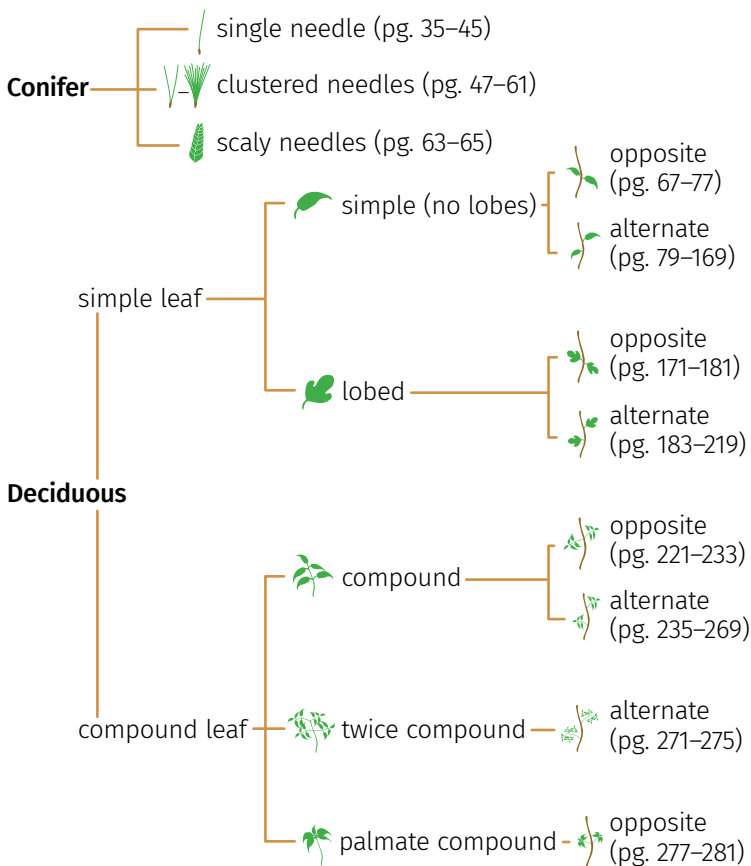 Conifer
single needle (pg. 35–45)
clustered needles (pg. 47–61)
scaly needles (pg. 63–65)
Deciduous
simple leaf
simple (no lobes)
opposite
(pg. 67–77)
alternate
(pg. 79–169)
lobed
opposite
(pg. 171–181)
alternate
(pg. 183–219)
compound leaf
compound
opposite
(pg. 221–233)
alternate
(pg. 235–269)
twice compound
alternate
(pg. 271–275)
palmate compound
opposite
(pg. 277–281)